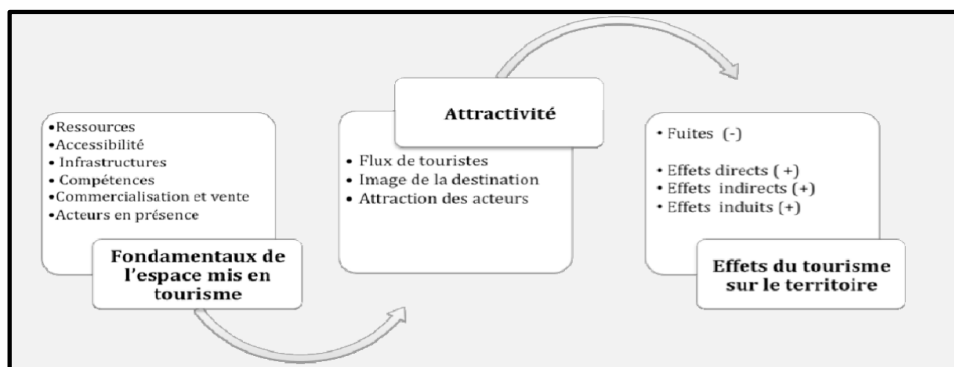 •Ressources
•Accessibilité
• Infrastructures
• Compétences
•Commercialisation et vente
•Acteurs en présence
Fondamentaux de
l'espace mis en
tourisme
Attractivité
• Flux de touristes
• Image de la destination
• Attraction des acteurs
• Fuites (-)
• Effets directs (+)
• Effets indirects (+)
• Effets induits (+)
Effets du tourisme
sur le territoire